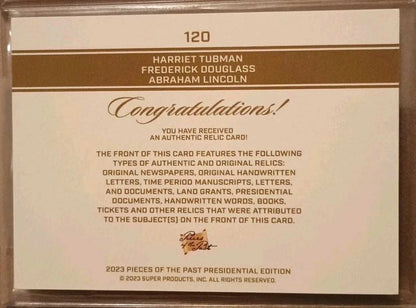 120
HARRIET TUBMAN
FREDERICK DOUGLASS
ABRAHAM LINCOLN
Congratulations!
YOU HAVE RECEIVED
AN AUTHENTIC RELIC CARD!
THE FRONT OF THIS CARD FEATURES THE FOLLOWING
TYPES OF AUTHENTIC AND ORIGINAL RELICS:
ORIGINAL NEWSPAPERS, ORIGINAL HANDWRITTEN
LETTERS, TIME PERIOD MANUSCRIPTS, LETTERS,
AND DOCUMENTS, LAND GRANTS, PRESIDENTIAL
DOCUMENTS, HANDWRITTEN WORDS, BOOKS,
TICKETS AND OTHER RELICS THAT WERE ATTRIBUTED
TO THE SUBJECT(S) ON THE FRONT OF THIS CARD.
Pieces
of the
Past
2023 PIECES OF THE PAST PRESIDENTIAL EDITION
© 2023 SUPER PRODUCTS, INC. ALL RIGHTS RESERVED.